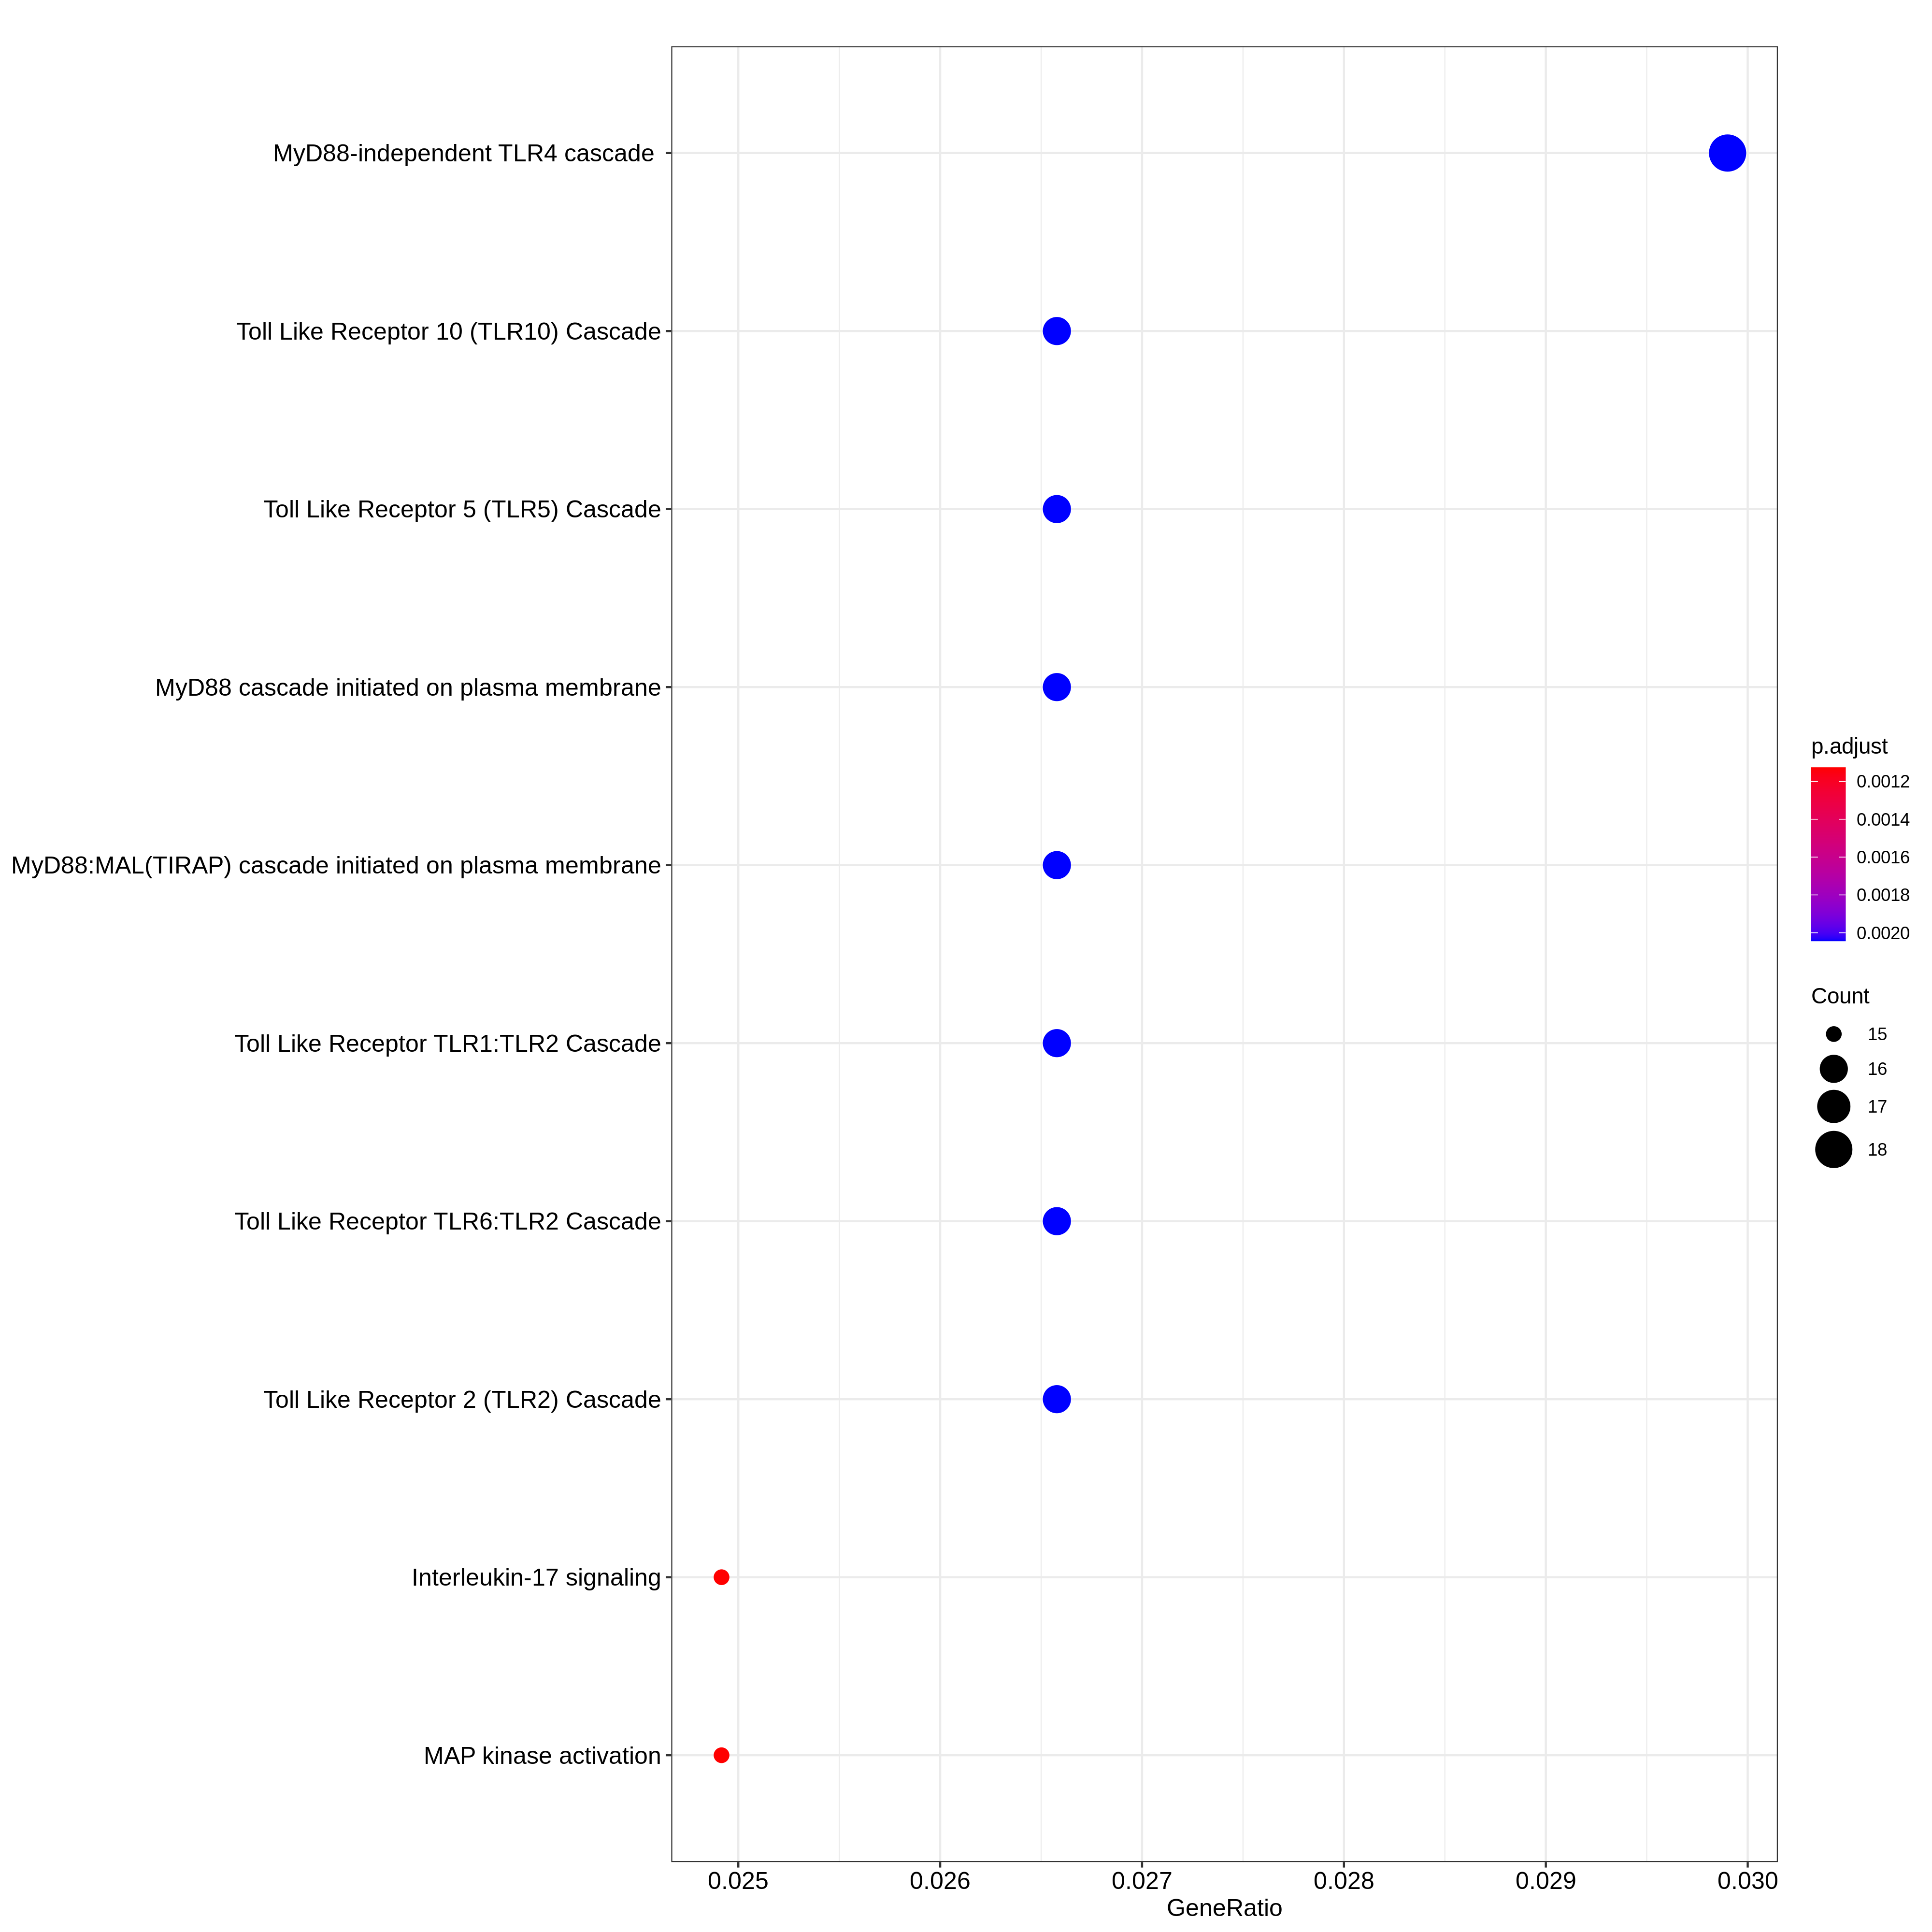 MyD88-independent TLR4 cascade
Toll Like Receptor 10 (TLR10) Cascade
Toll Like Receptor 5 (TLR5) Cascade
MyD88 cascade initiated on plasma membrane
MyD88:MAL(TIRAP) cascade initiated on plasma membrane
Toll Like Receptor TLR1:TLR2 Cascade
Toll Like Receptor TLR6:TLR2 Cascade
Toll Like Receptor 2 (TLR2) Cascade
Interleukin-17 signaling
MAP kinase activation
0.025 0.026 0.027 0.028 0.029 0.030
GeneRatio
p.adjust
0.0012
0.0014
0.0016
0.0018
0.0020
Count
15
16
17
18